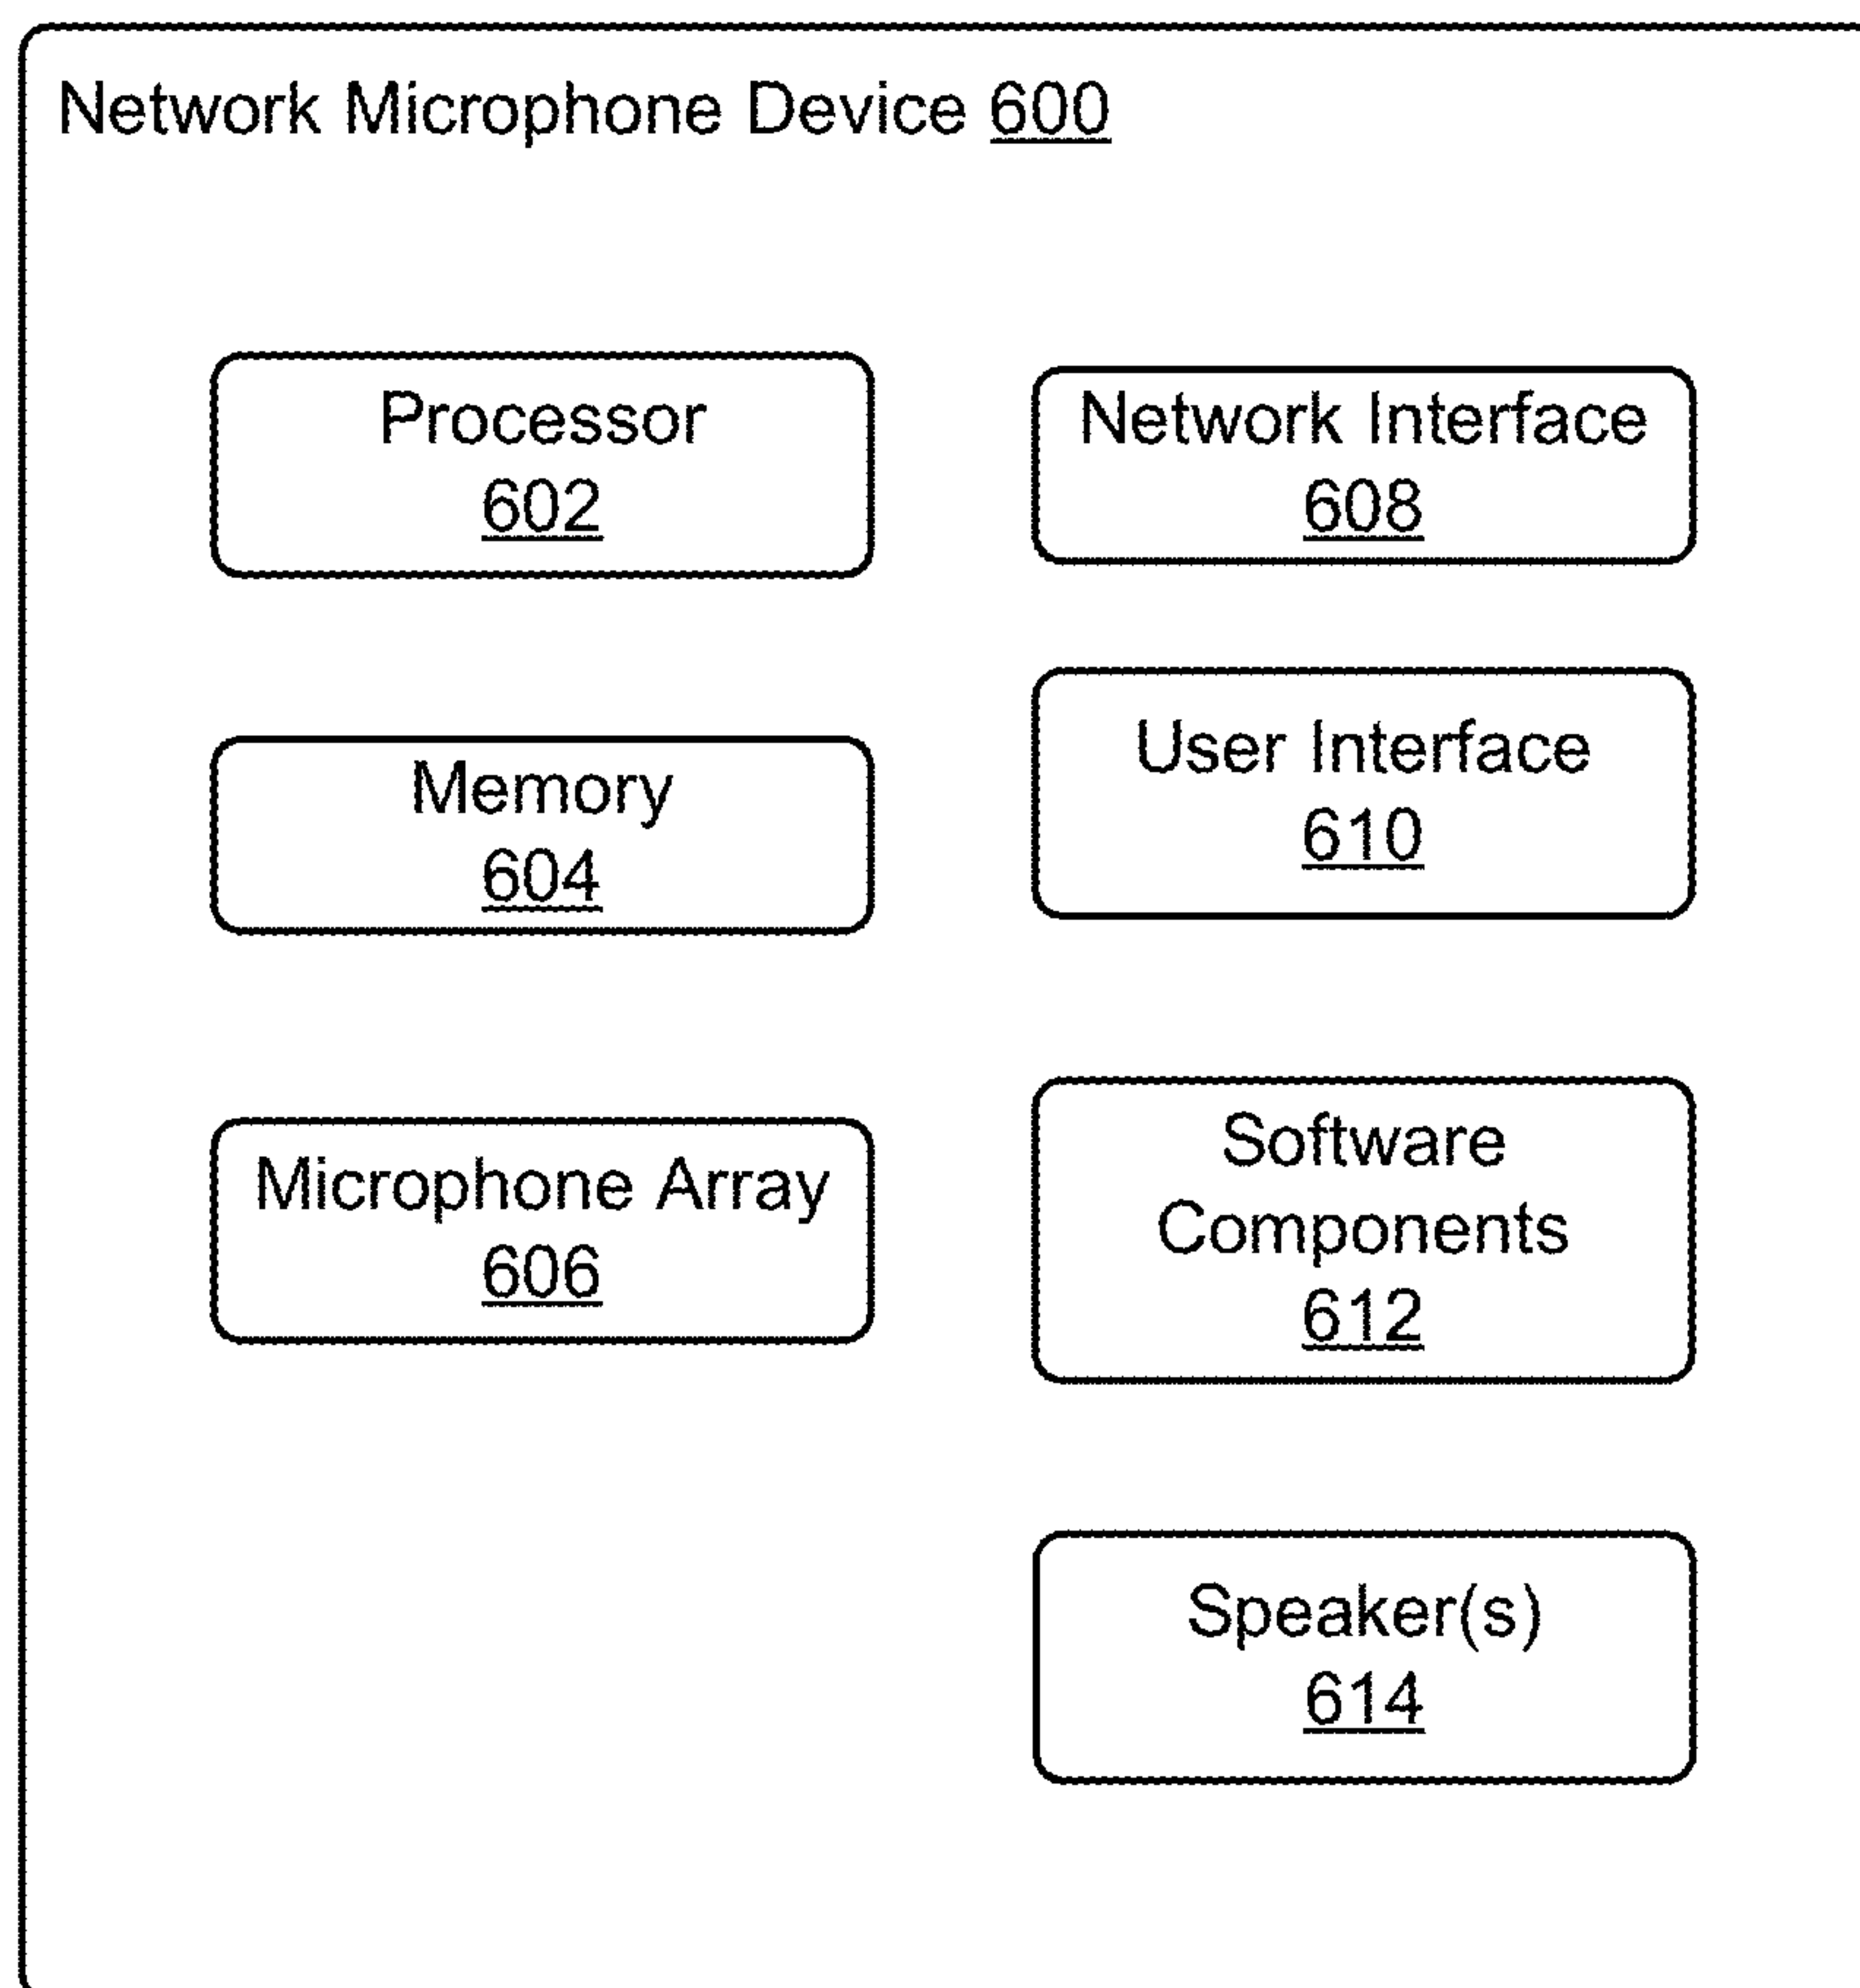 Network Microphone Device 600
Processor
602
Memory
604
Microphone Array
606
Network Interface
608
User Interface
610
Software
Components
612
Speaker(s)
614